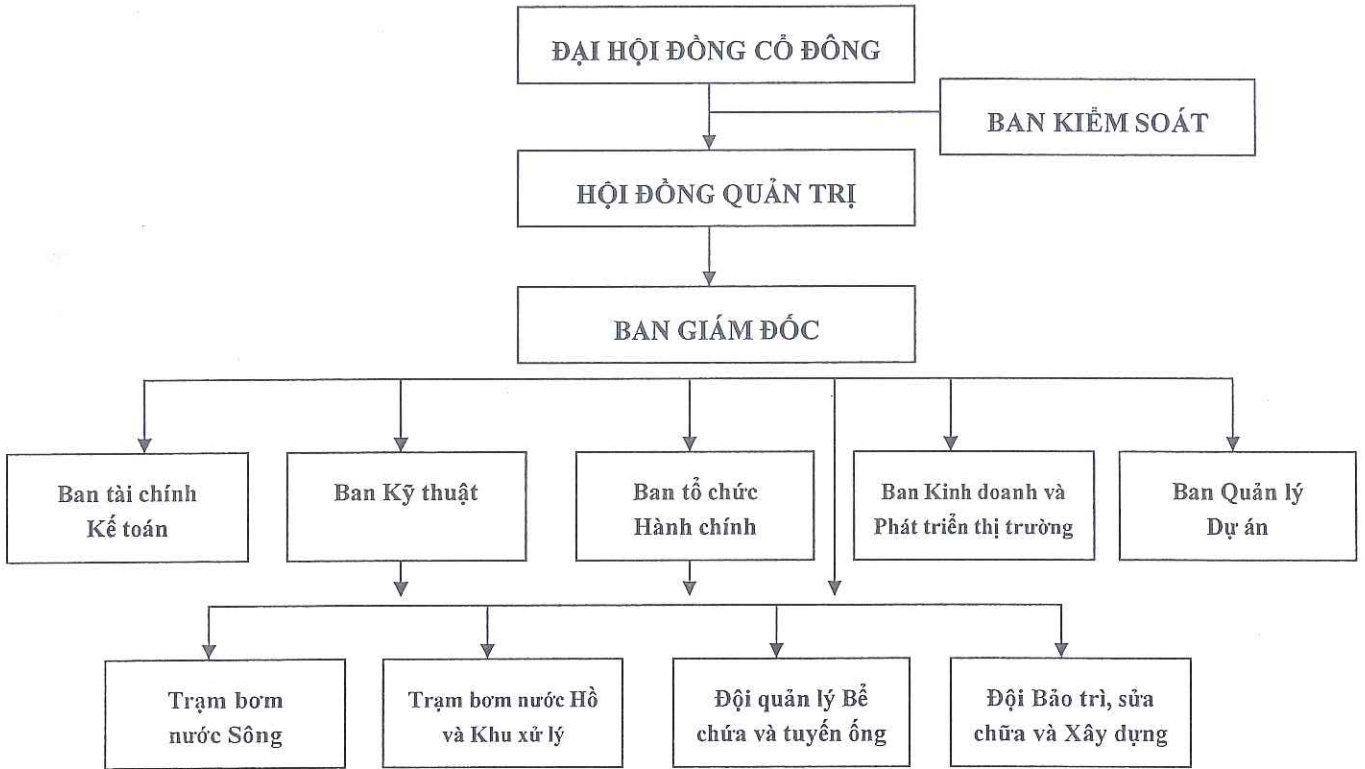 ĐẠI HỘI ĐỒNG CỔ ĐÔNG
BAN KIỂM SOÁT
HỘI ĐỒNG QUẢN TRỊ
BAN GIÁM ĐỐC
Ban tài chính
Kế toán
Ban Kỹ thuật
Ban tổ chức
Hành chính
Ban Kinh doanh và
Phát triển thị trường
Ban Quản lý
Dự án
Trạm bơm
nước Sông
Trạm bơm nước Hồ
và Khu xử lý
Đội quản lý Bể
chứa và tuyến ống
Đội Bảo trì, sửa
chữa và Xây dựng